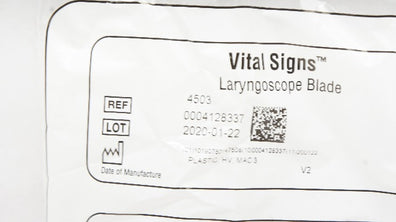 Vital Signs™
Laryngoscope Blade
REF 4503
LOT 0004128337
2020-01-22
Date of Manufacture
PLASTIC, HV, MAC3
V2